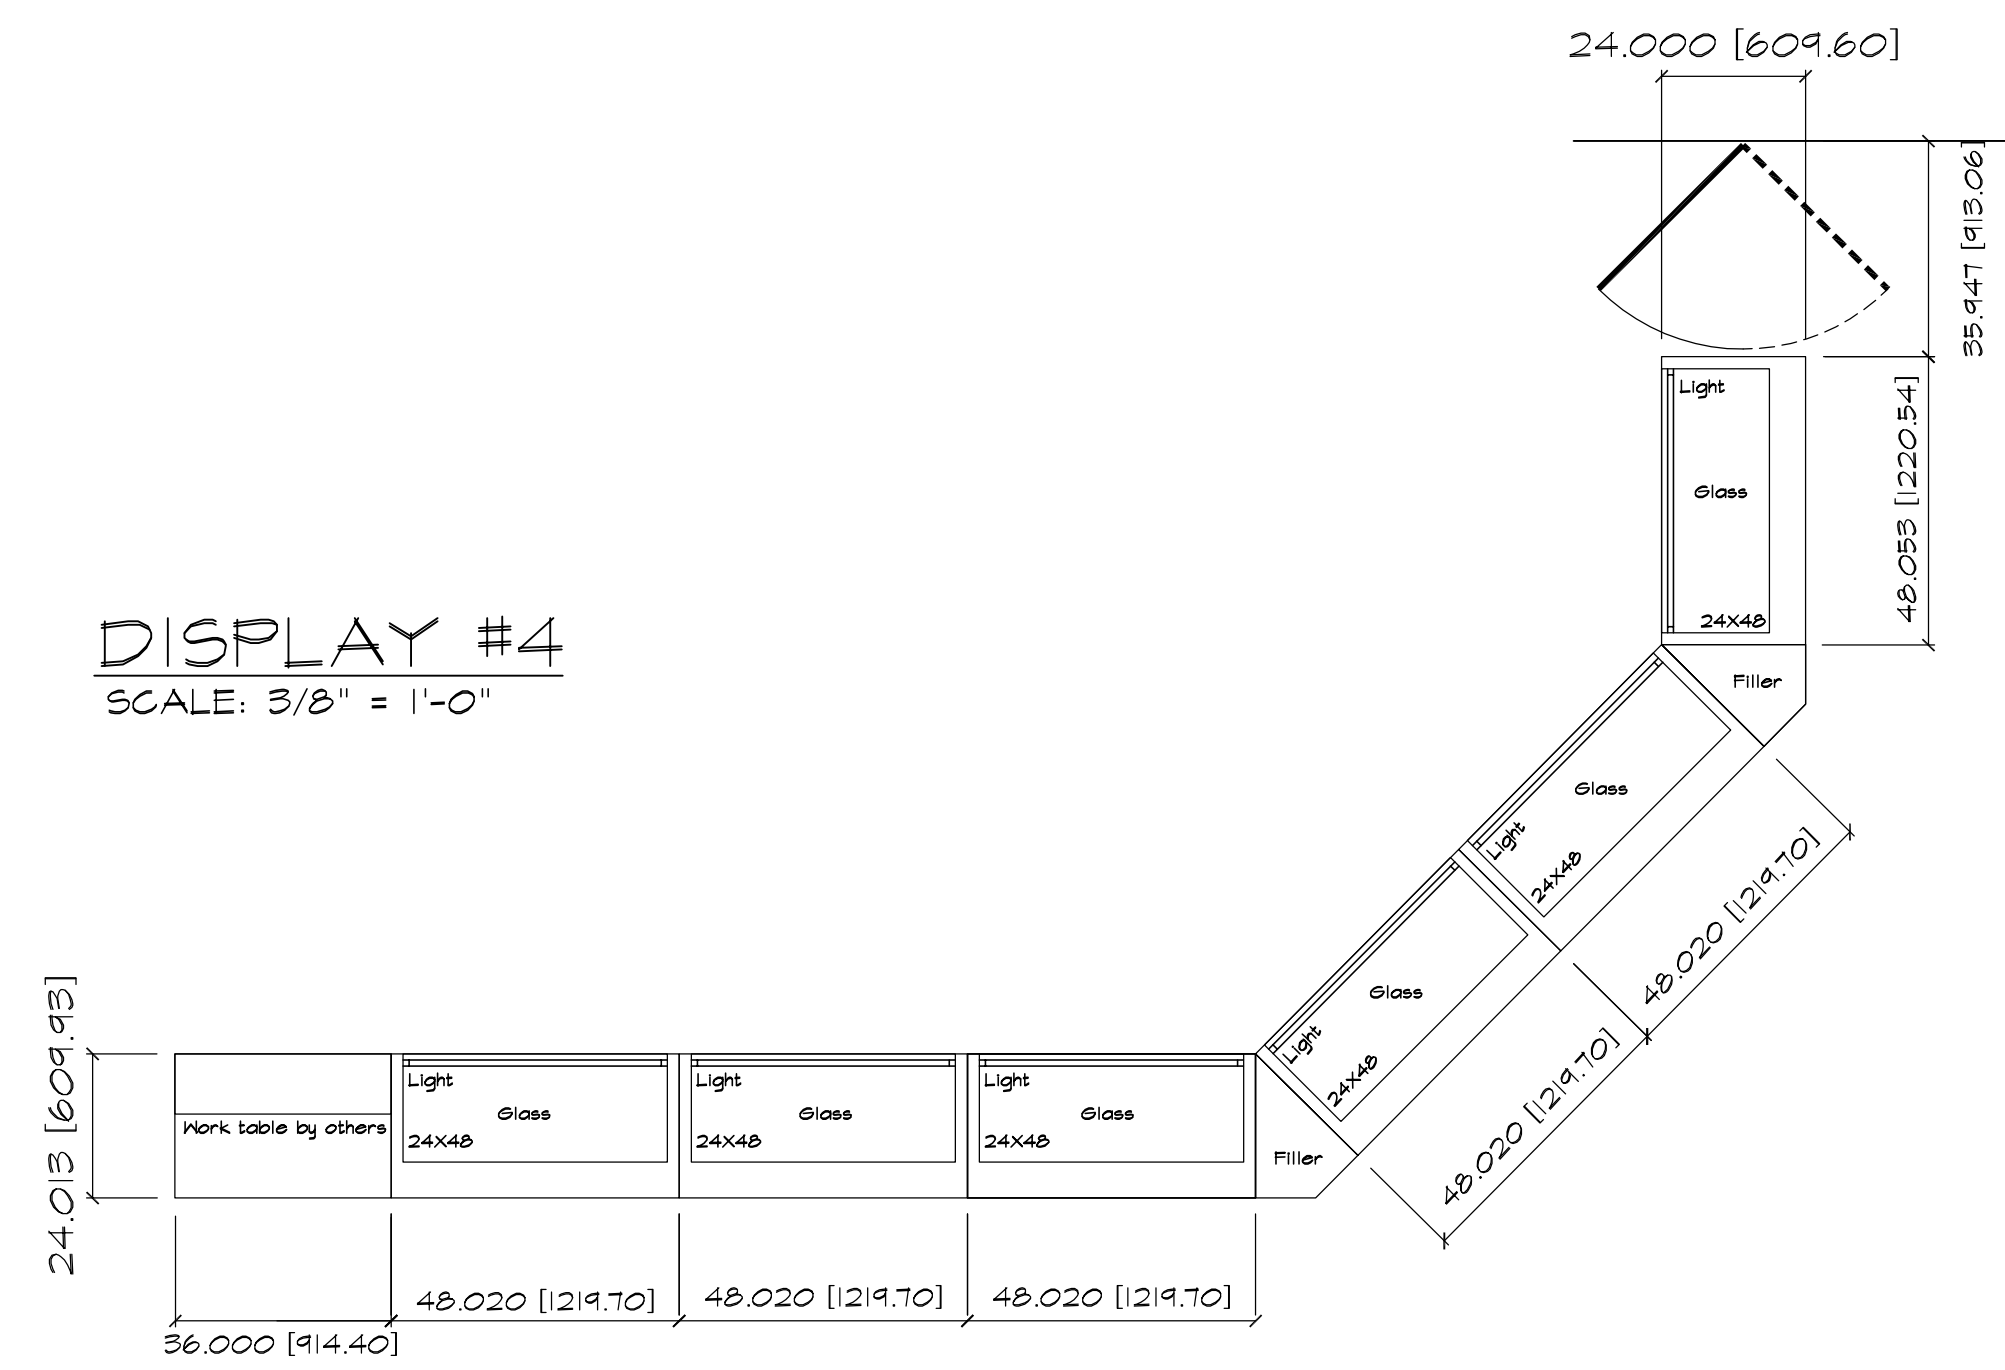 24.000 [609.60]
35.947 [913.06]
Light
Glass
24X48
48.053 [1220.54]
DISPLAY #4
SCALE: 3/8" = 1'-0"
Filler
Glass
Light
24X48
48.020 [1219.70]
Glass
Light
24X48
48.020 [1219.70]
24.013 [609.93]
Work table by others
Light
Glass
24X48
Light
Glass
24X48
Light
Glass
24X48
Filler
36.000 [914.40]
48.020 [1219.70]
48.020 [1219.70]
48.020 [1219.70]